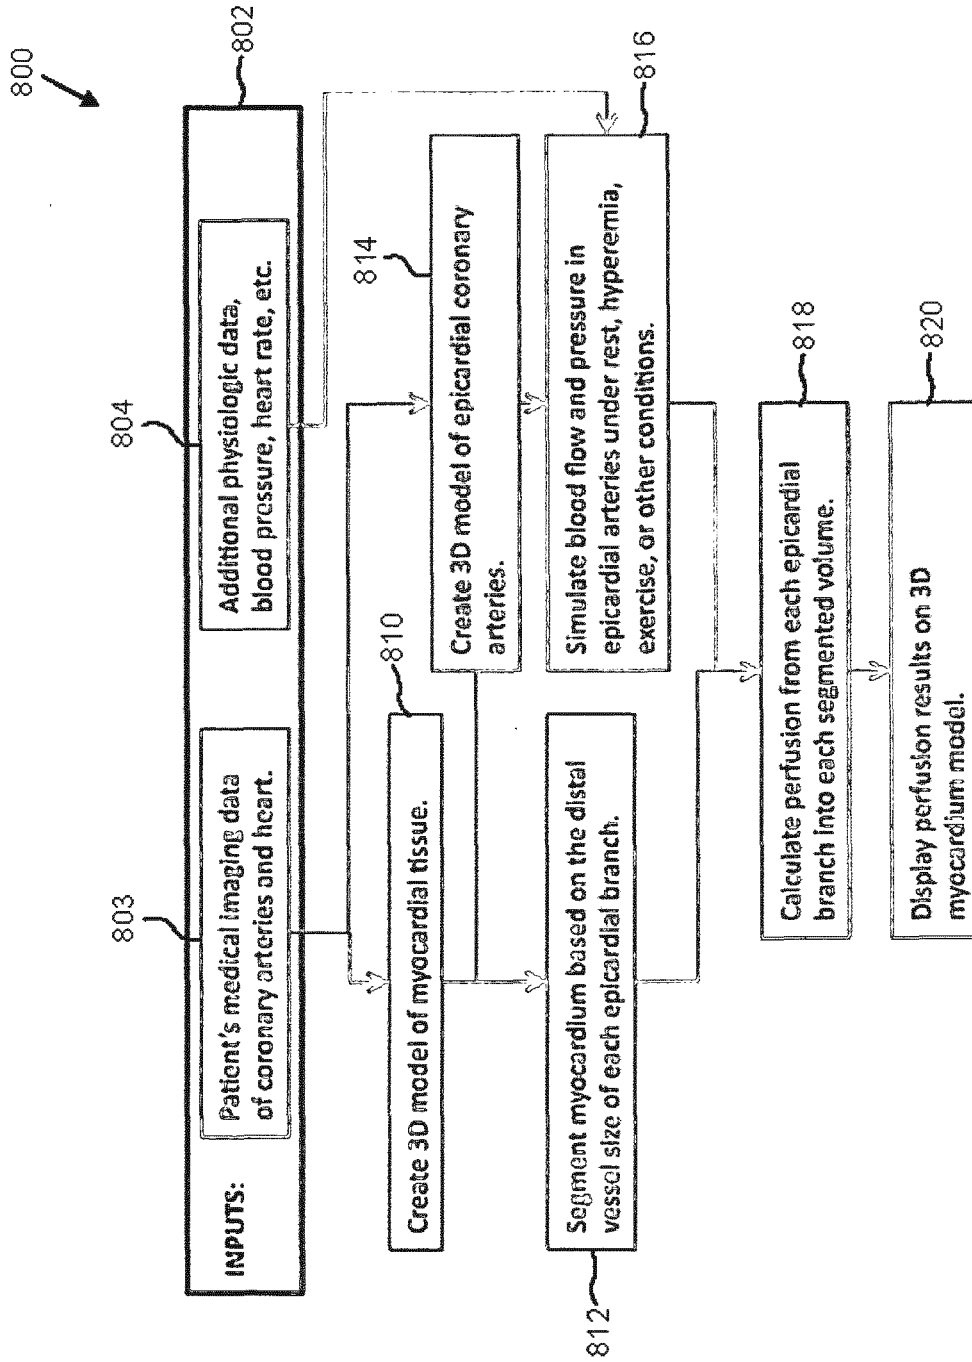 800
802
INPUTS:
803
Patient's medical imaging data
of coronary arteries and heart.
804
Additional physiologic data,
blood pressure, heart rate, etc.
810
Create 3D model of myocardial tissue.
814
Create 3D model of epicardial coronary
arteries.
812
Segment myocardium based on the distal
vessel size of each epicardial branch.
816
Simulate blood flow and pressure in
epicardial arteries under rest, hyperemia,
exercise, or other conditions.
818
Calculate perfusion from each epicardial
branch into each segmented volume.
820
Display perfusion results on 3D
myocardium model.